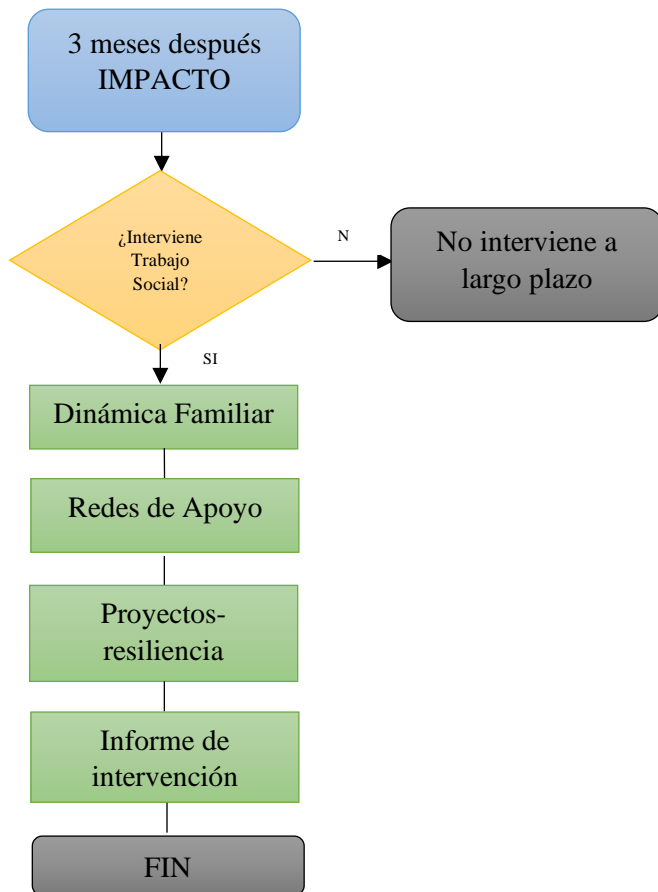 3 meses después
IMPACTO
¿Interviene
Trabajo
Social?
N
No interviene a
largo plazo
SI
Dinámica Familiar
Redes de Apoyo
Proyectos-
resiliencia
Informe de
intervención
FIN